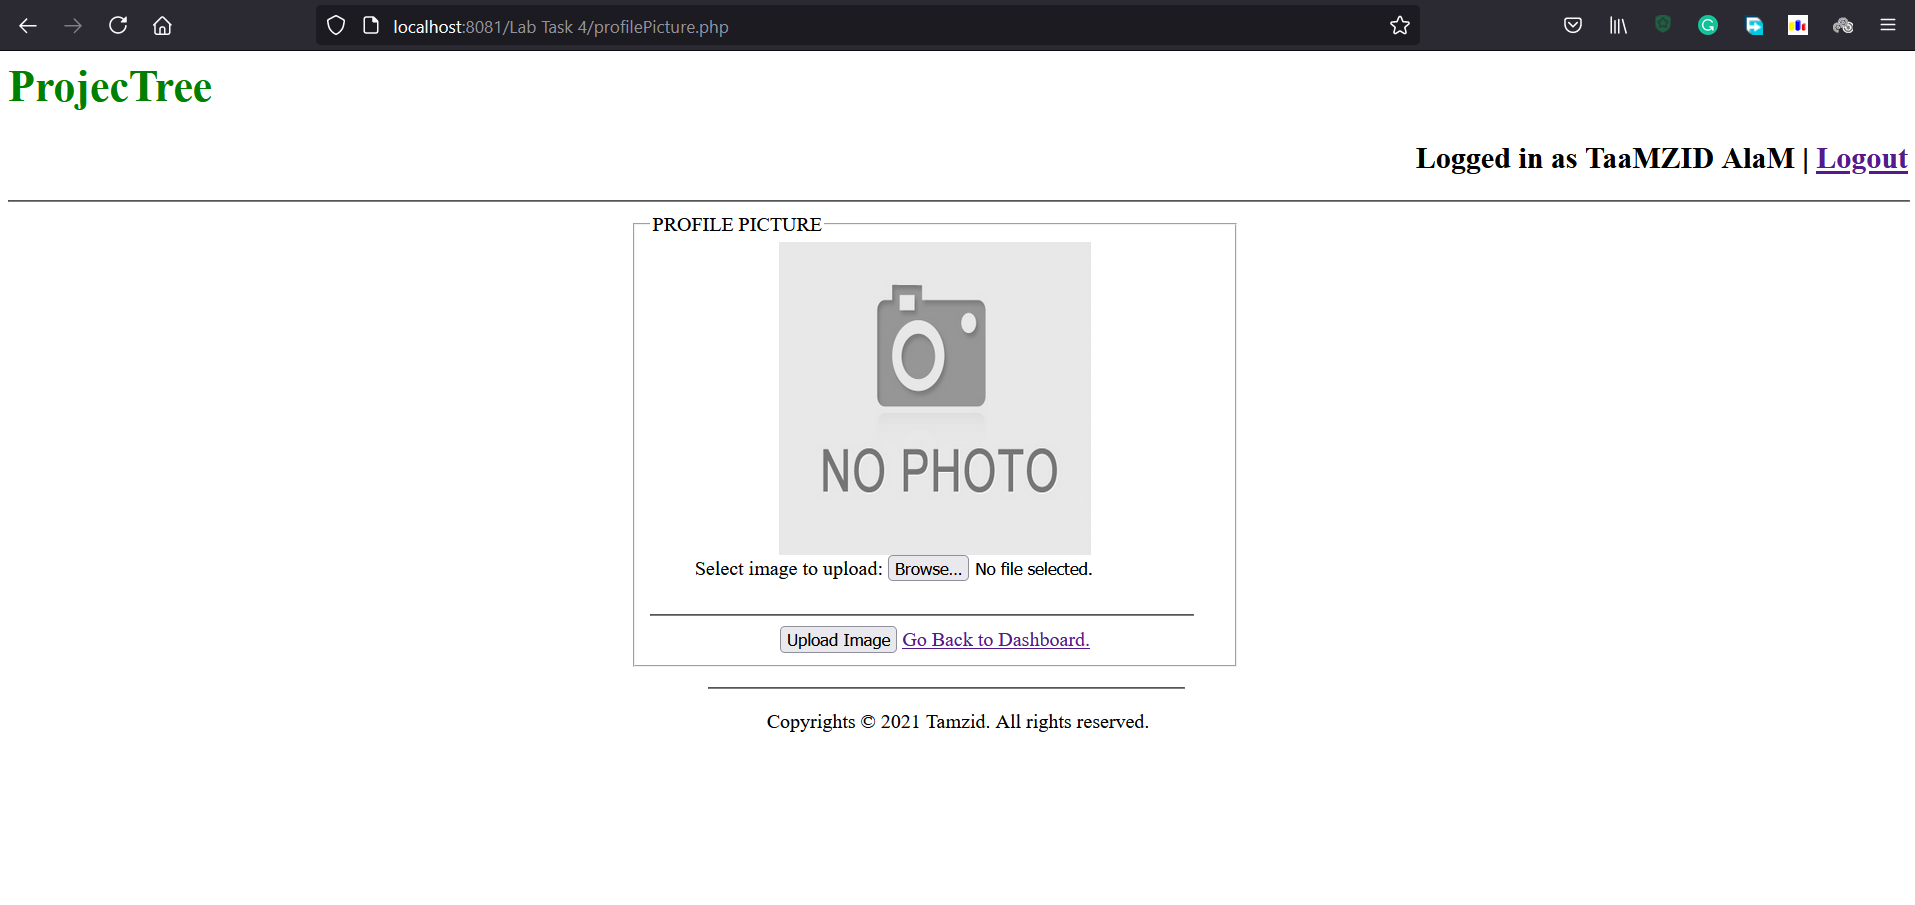 localhost:8081/Lab Task 4/profilePicture.php
ProjecTree
Logged in as TaaMZID AlaM | Logout
PROFILE PICTURE
NO PHOTO
Select image to upload: Browse... No file selected.
Upload Image Go Back to Dashboard.
Copyrights © 2021 Tamzid. All rights reserved.